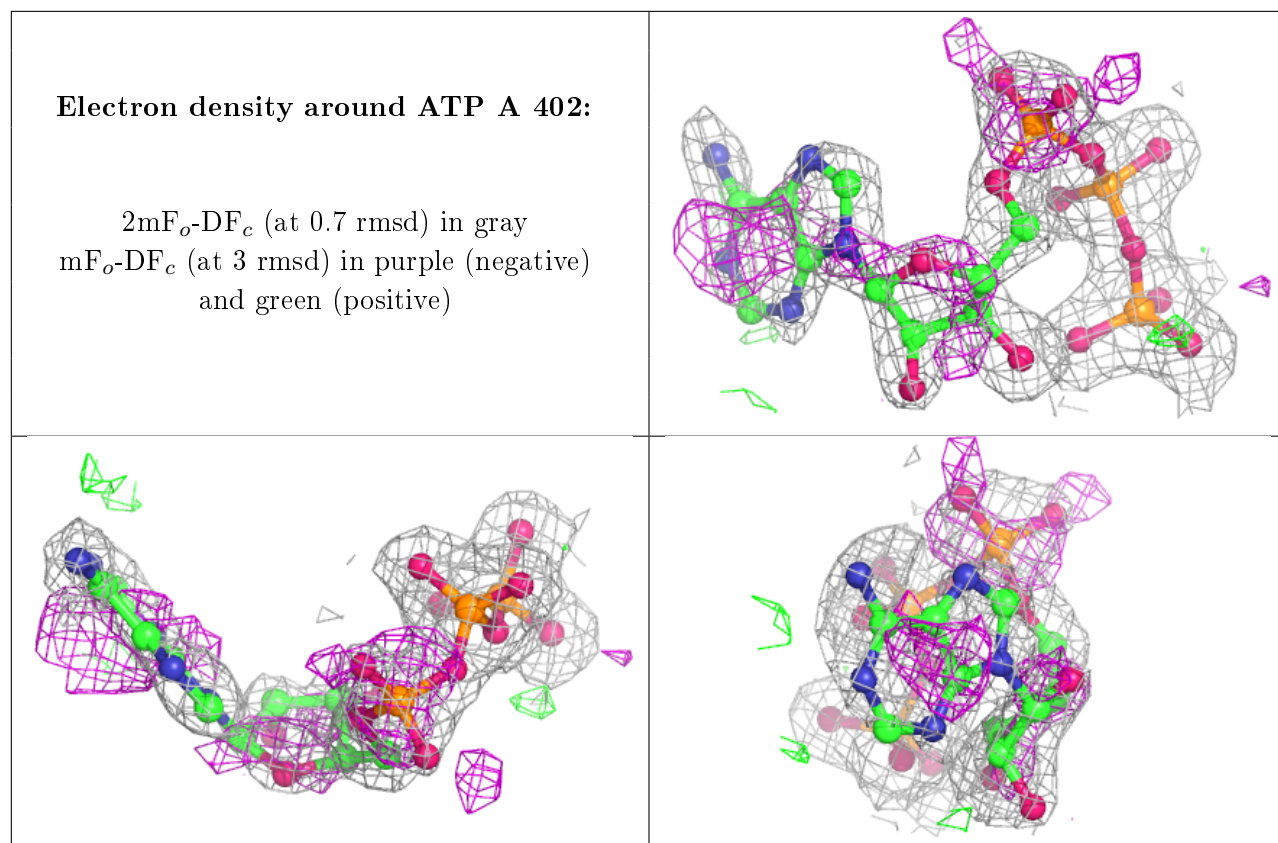 Electron density around ATP A 402:
2mFₒ-DF𝒸 (at 0.7 rmsd) in gray
mFₒ-DF𝒸 (at 3 rmsd) in purple (negative)
and green (positive)